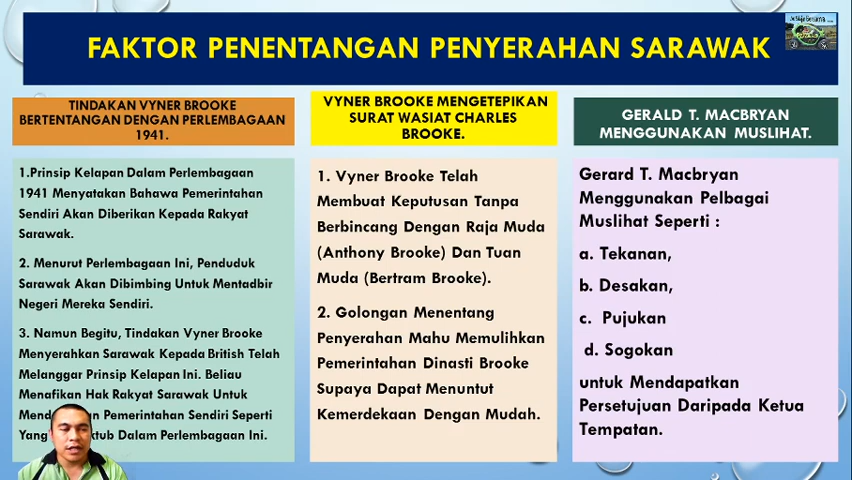 FAKTOR PENENTANGAN PENYERAHAN SARAWAK
TINDAKAN VYNER BROOKE
BERTENTANGAN DENGAN PERLEMBAGAAN
1941.
1.Prinsip Kelapan Dalam Perlembagaan
1941 Menyatakan Bahawa Pemerintahan
Sendiri Akan Diberikan Kepada Rakyat
Sarawak.
2. Menurut Perlembagaan Ini, Penduduk
Sarawak Akan Dibimbing Untuk Mentadbir
Negeri Mereka Sendiri.
3. Namun Begitu, Tindakan Vyner Brooke
Menyerahkan Sarawak Kepada British Telah
Melanggar Prinsip Kelapan Ini. Beliau
Menafikan Hak Rakyat Sarawak Untuk
Pemerintahan Sendiri Seperti
Yang Dalam Perlembagaan Ini.
VYNER BROOKE MENGETEPIKAN
SURAT WASIAT CHARLES
BROOKE.
1. Vyner Brooke Telah
Membuat Keputusan Tanpa
Berbincang Dengan Raja Muda
(Anthony Brooke) Dan Tuan
Muda (Bertram Brooke).
2. Golongan Menentang
Penyerahan Mahu Memulihkan
Pemerintahan Dinasti Brooke
Supaya Dapat Menuntut
Kemerdekaan Dengan Mudah.
GERALD T. MACBRYAN
MENGGUNAKAN MUSLIHAT.
Gerard T. Macbryan
Menggunakan Pelbagai
Muslihat Seperti :
a. Tekanan,
b. Desakan,
c. Pujukan
d. Sogokan
untuk Mendapatkan
Persetujuan Daripada Ketua
Tempatan.